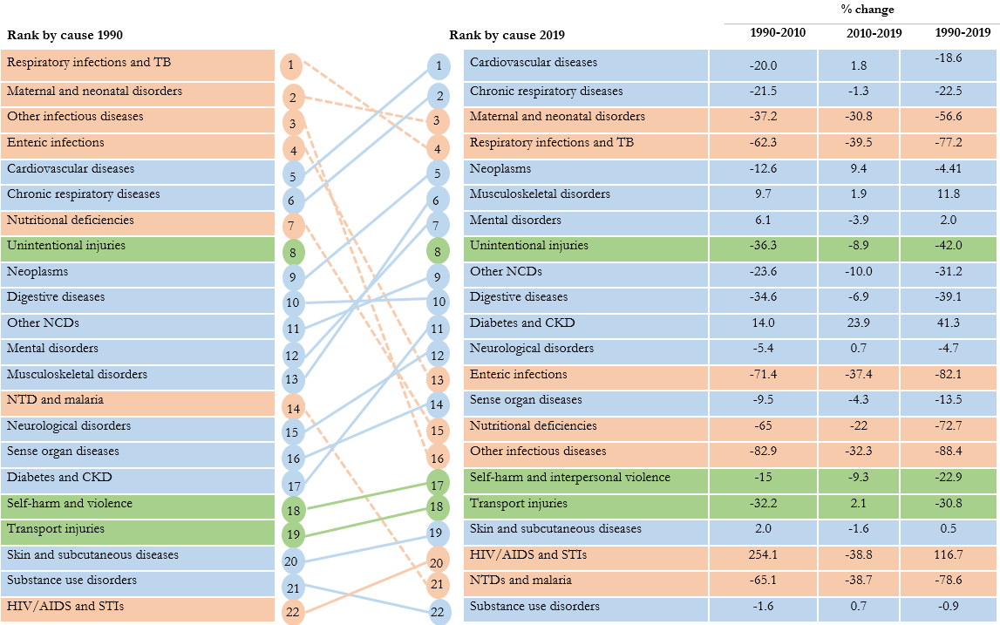 % change
Rank by cause 1990 Rank by cause 2019 1990-2010 2010-2019 1990-2019
Respiratory infections and TB 1 1 Cardiovascular diseases -20.0 1.8 -18.6
Maternal and neonatal disorders 2 2 Chronic respiratory diseases -21.5 -1.3 -22.5
Other infectious diseases 3 3 Maternal and neonatal disorders -37.2 -30.8 -56.6
Enteric infections 4 4 Respiratory infections and TB -62.3 -39.5 -77.2
Cardiovascular diseases 5 5 Neoplasms -12.6 9.4 -4.41
Chronic respiratory diseases 6 6 Musculoskeletal disorders 9.7 1.9 11.8
Nutritional deficiencies 7 7 Mental disorders 6.1 -3.9 2.0
Unintentional injuries 8 8 Unintentional injuries -36.3 -8.9 -42.0
Neoplasms 9 9 Other NCDs -23.6 -10.0 -31.2
Digestive diseases 10 10 Digestive diseases -34.6 -6.9 -39.1
Other NCDs 11 11 Diabetes and CKD 14.0 23.9 41.3
Mental disorders 12 12 Neurological disorders -5.4 0.7 -4.7
Musculoskeletal disorders 13 13 Enteric infections -71.4 -37.4 -82.1
NTD and malaria 14 14 Sense organ diseases -9.5 -4.3 -13.5
Neurological disorders 15 15 Nutritional deficiencies -65 -22 -72.7
Sense organ diseases 16 16 Other infectious diseases -82.9 -32.3 -88.4
Diabetes and CKD 17 17 Self-harm and interpersonal violence -15 -9.3 -22.9
Self-harm and violence 18 18 Transport injuries -32.2 2.1 -30.8
Transport injuries 19 19 Skin and subcutaneous diseases 2.0 -1.6 0.5
Skin and subcutaneous diseases 20 20 HIV/AIDS and STIs 254.1 -38.8 116.7
Substance use disorders 21 21 NTDs and malaria -65.1 -38.7 -78.6
HIV/AIDS and STIs 22 22 Substance use disorders -1.6 0.7 -0.9